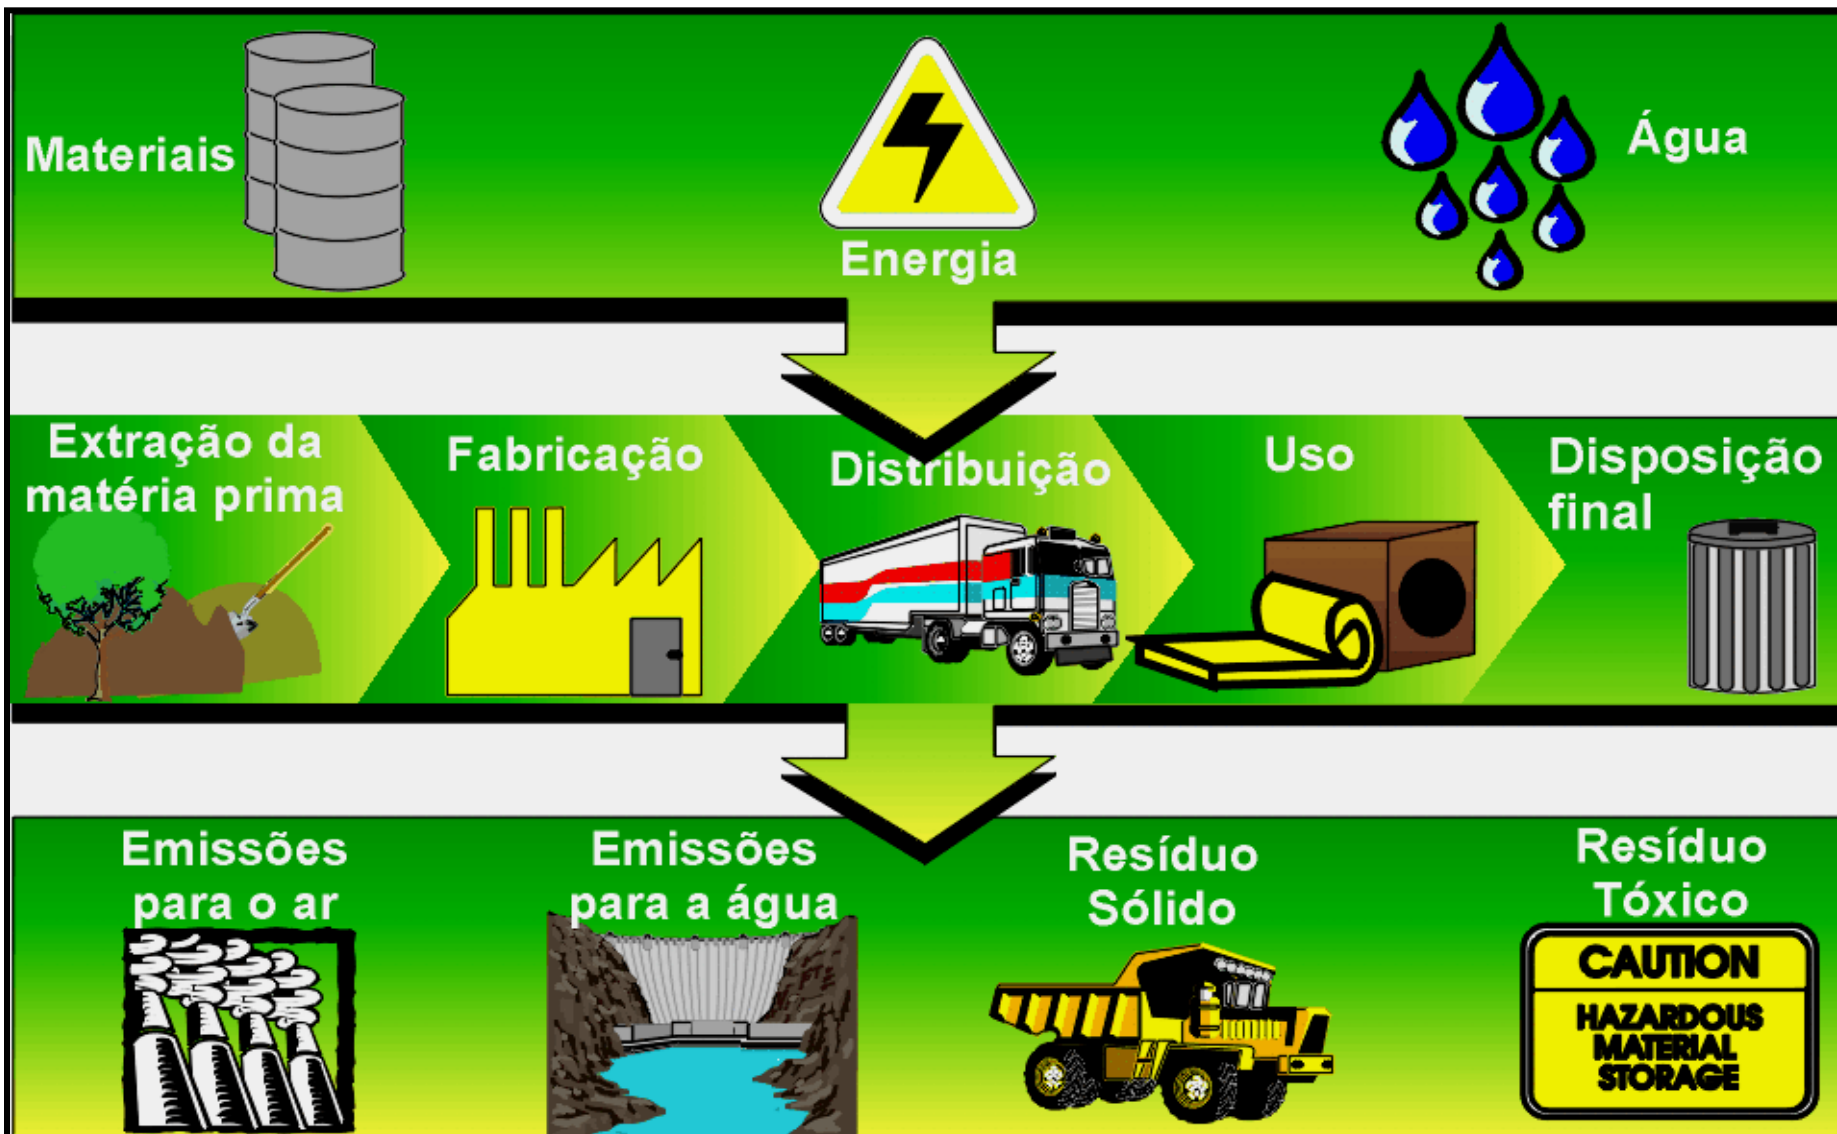 Materiais
Energia
Água
Extração da
matéria prima
Fabricação
Distribuição
Uso
Disposição
final
Emissões
para o ar
Emissões
para a água
Resíduo
Sólido
Resíduo
Tóxico
CAUTION
HAZARDOUS
MATERIAL
STORAGE